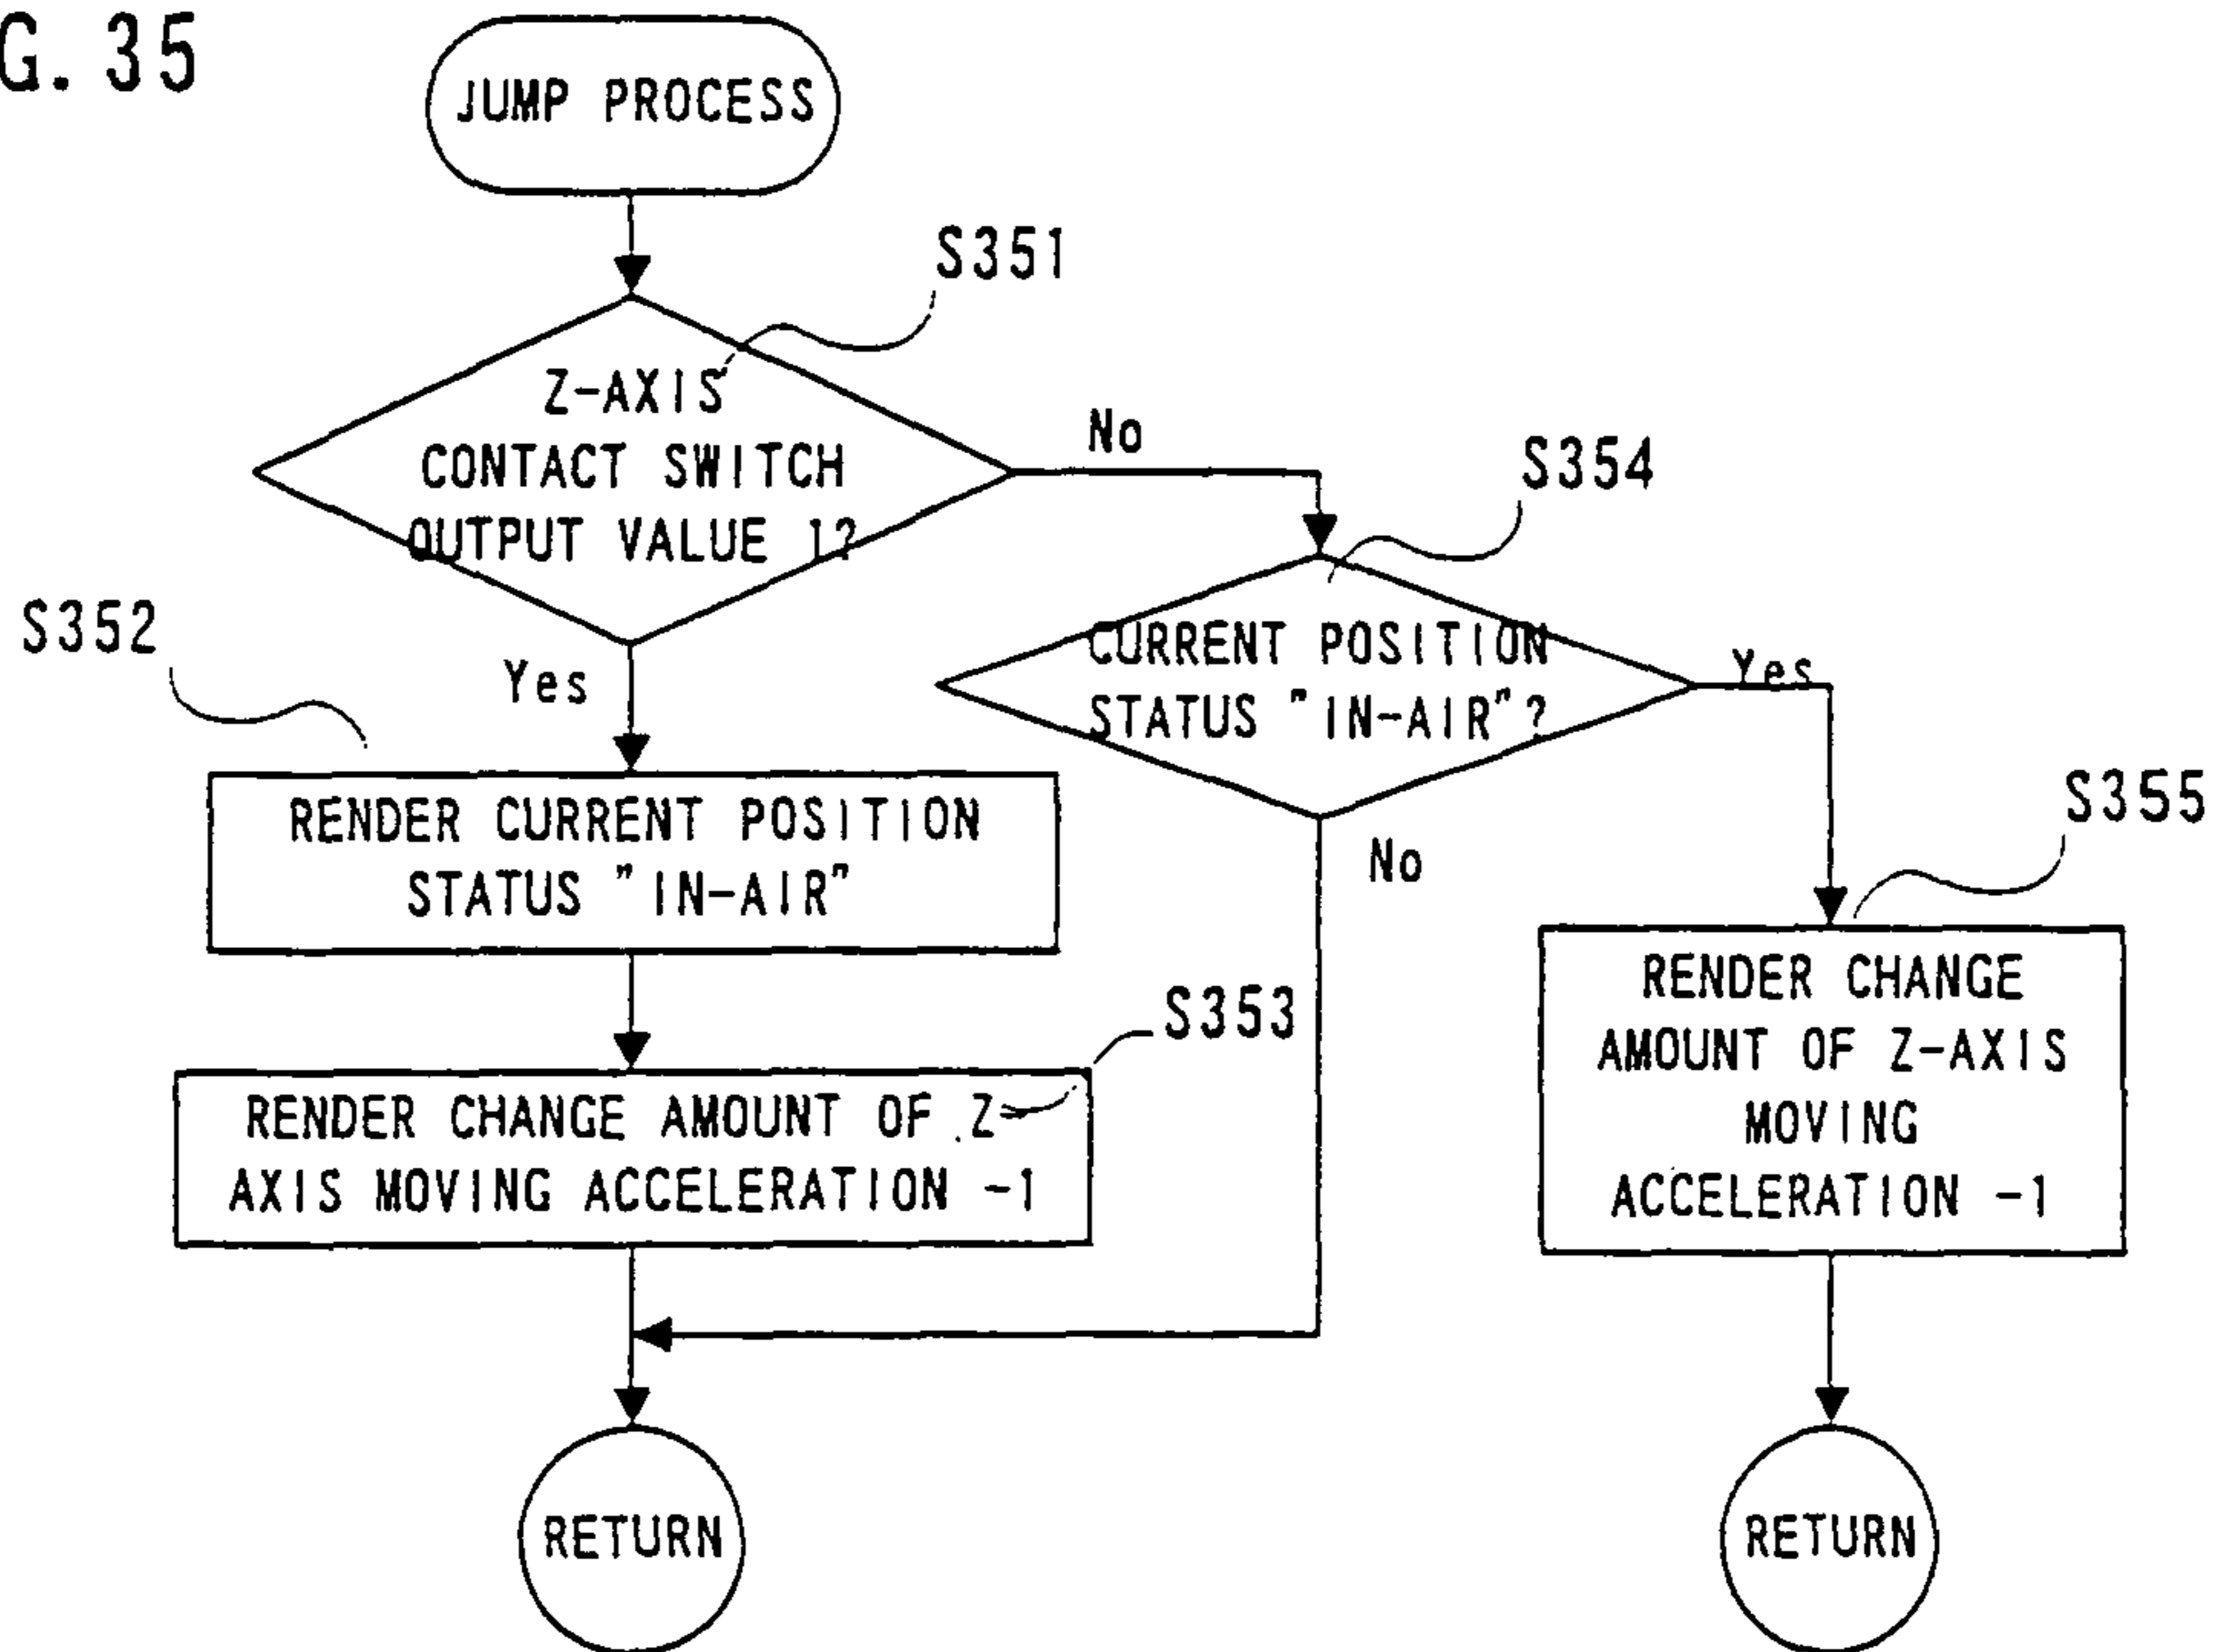 G. 35
JUMP PROCESS
S351
Z-AXIS
CONTACT SWITCH
OUTPUT VALUE 1?
No
S354
S352
Yes
CURRENT POSITION
STATUS "IN-AIR"?
Yes
RENDER CURRENT POSITION
STATUS "IN-AIR"
No
S355
S353
RENDER CHANGE
AMOUNT OF Z-AXIS
MOVING
ACCELERATION -1
RENDER CHANGE AMOUNT OF Z-
AXIS MOVING ACCELERATION -1
RETURN
RETURN